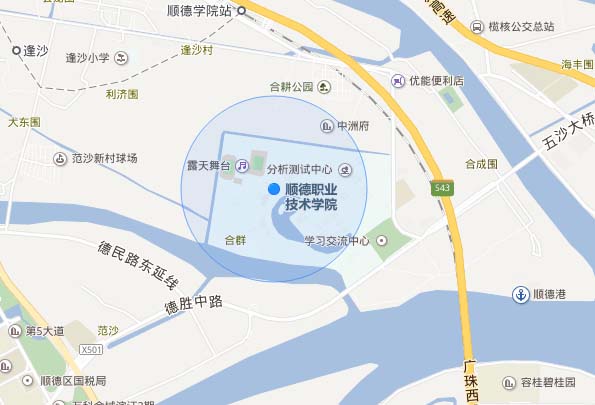 顺德学院站
高速
榄核公交总站
逢沙
逢沙村
逢沙小学
海丰围
合耕公园
优能便利店
利济围
犬东围
中洲府
五沙大桥
范沙新村球场
露天舞台
分析测试中心
合成围
S43
顺德职业
技术学院
合群
学习交流中心
德民路东延线
德胜中路
顺德港
第5大道
范沙
X501
广珠西
顺德区国税局
容桂碧桂园